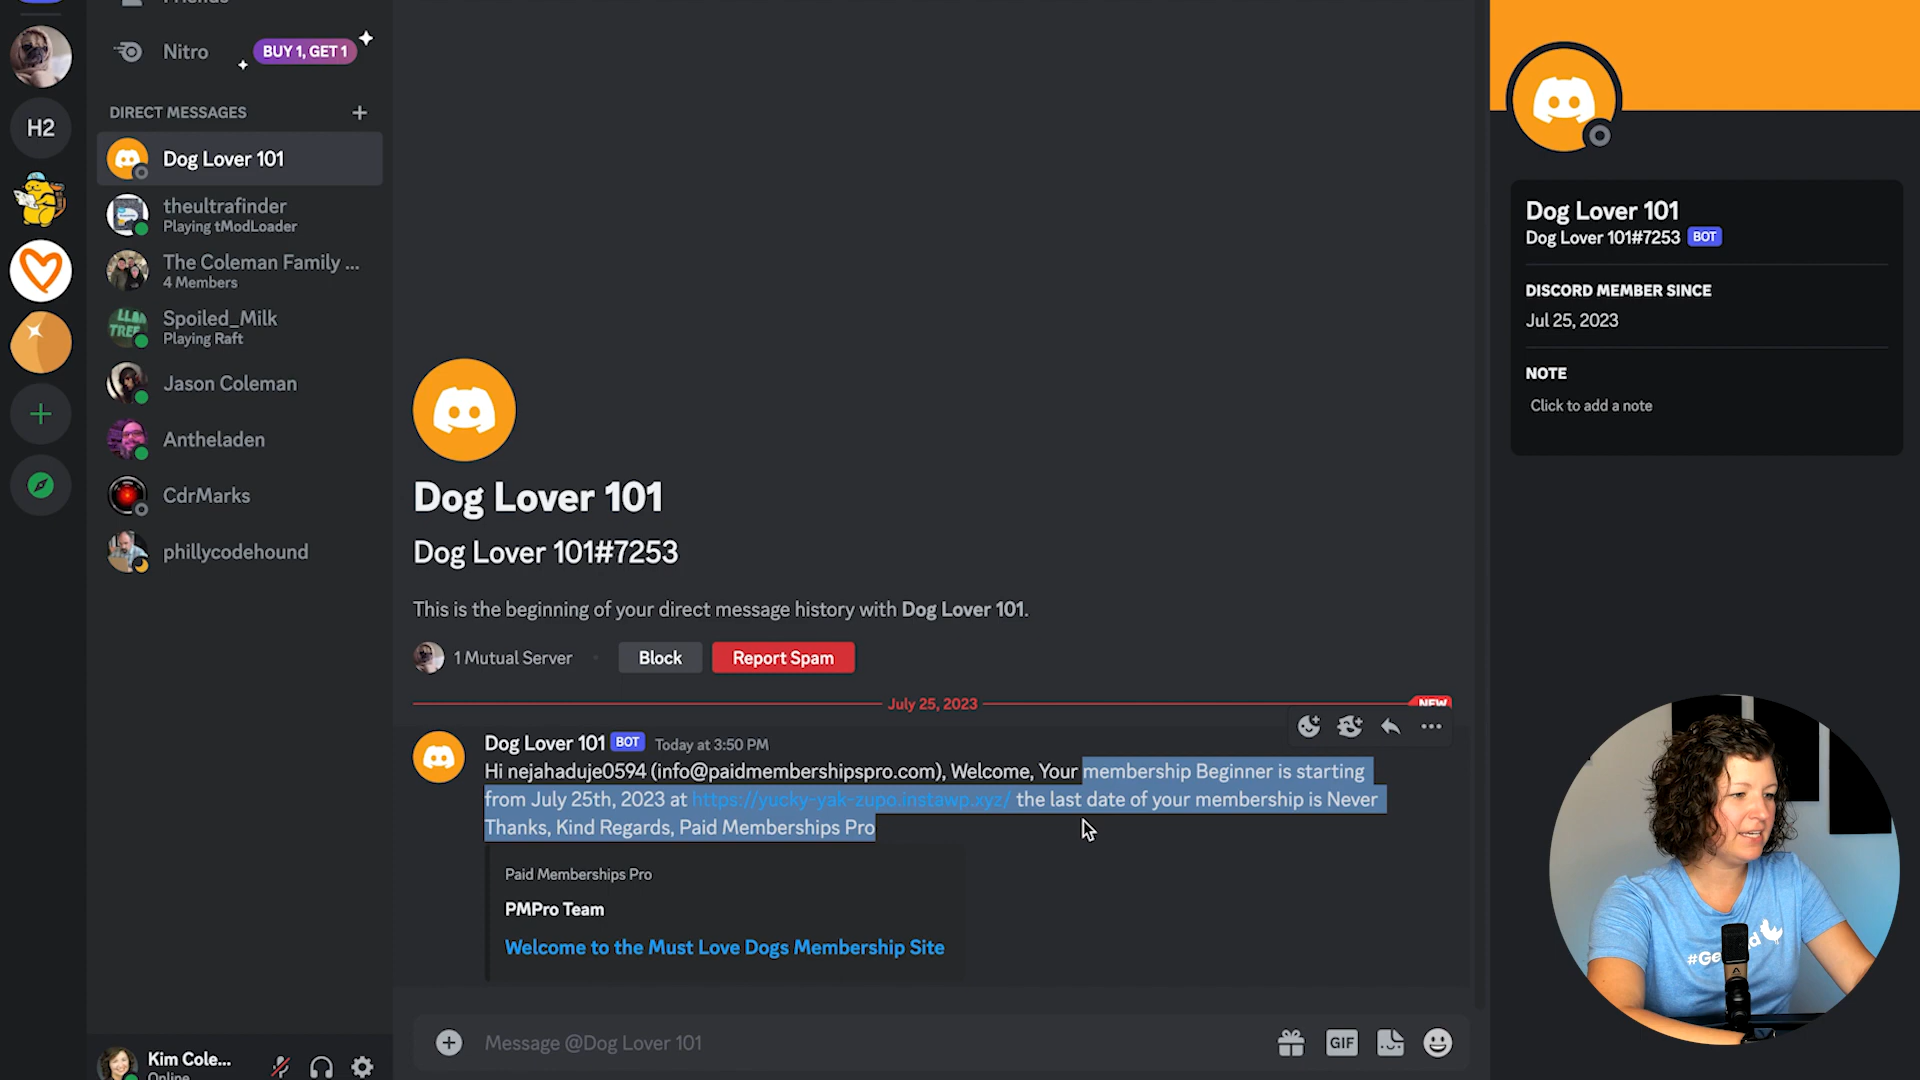 Friends
Nitro
BUY 1, GET 1
H2
DIRECT MESSAGES
Dog Lover 101
theultrafinder
Playing tModLoader
The Coleman Family ...
4 Members
Spoiled_Milk
Playing Raft
Jason Coleman
Antheladen
CdrMarks
phillycodehound
Kim Cole...
Online
Dog Lover 101
Dog Lover 101#7253
This is the beginning of your direct message history with Dog Lover 101.
1 Mutual Server
Block
Report Spam
July 25, 2023
NEW
Dog Lover 101 BOT Today at 3:50 PM
Hi nejahaduje0594 (info@paidmembershipspro.com), Welcome, Your membership Beginner is starting
from July 25th, 2023 at https://yucky-yak-zupo.instawp.xyz/ the last date of your membership is Never
Thanks, Kind Regards, Paid Memberships Pro
Paid Memberships Pro
PMPro Team
Welcome to the Must Love Dogs Membership Site
Message @Dog Lover 101
GIF
Dog Lover 101
Dog Lover 101#7253 BOT
DISCORD MEMBER SINCE
Jul 25, 2023
NOTE
Click to add a note